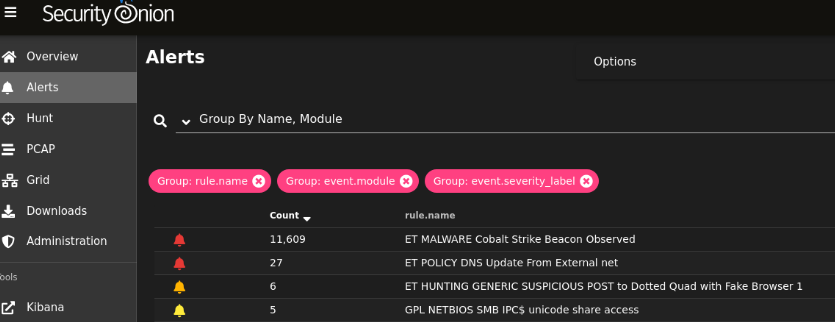 Security Onion
Overview
Alerts
Hunt
PCAP
Grid
Downloads
Administration
Kibana
Alerts
Options
Group By Name, Module
Group: rule.name
Group: event.module
Group: event.severity_label
Count rule.name
11,609 ET MALWARE Cobalt Strike Beacon Observed
27 ET POLICY DNS Update From External net
6 ET HUNTING GENERIC SUSPICIOUS POST to Dotted Quad with Fake Browser 1
5 GPL NETBIOS SMB IPC$ unicode share access